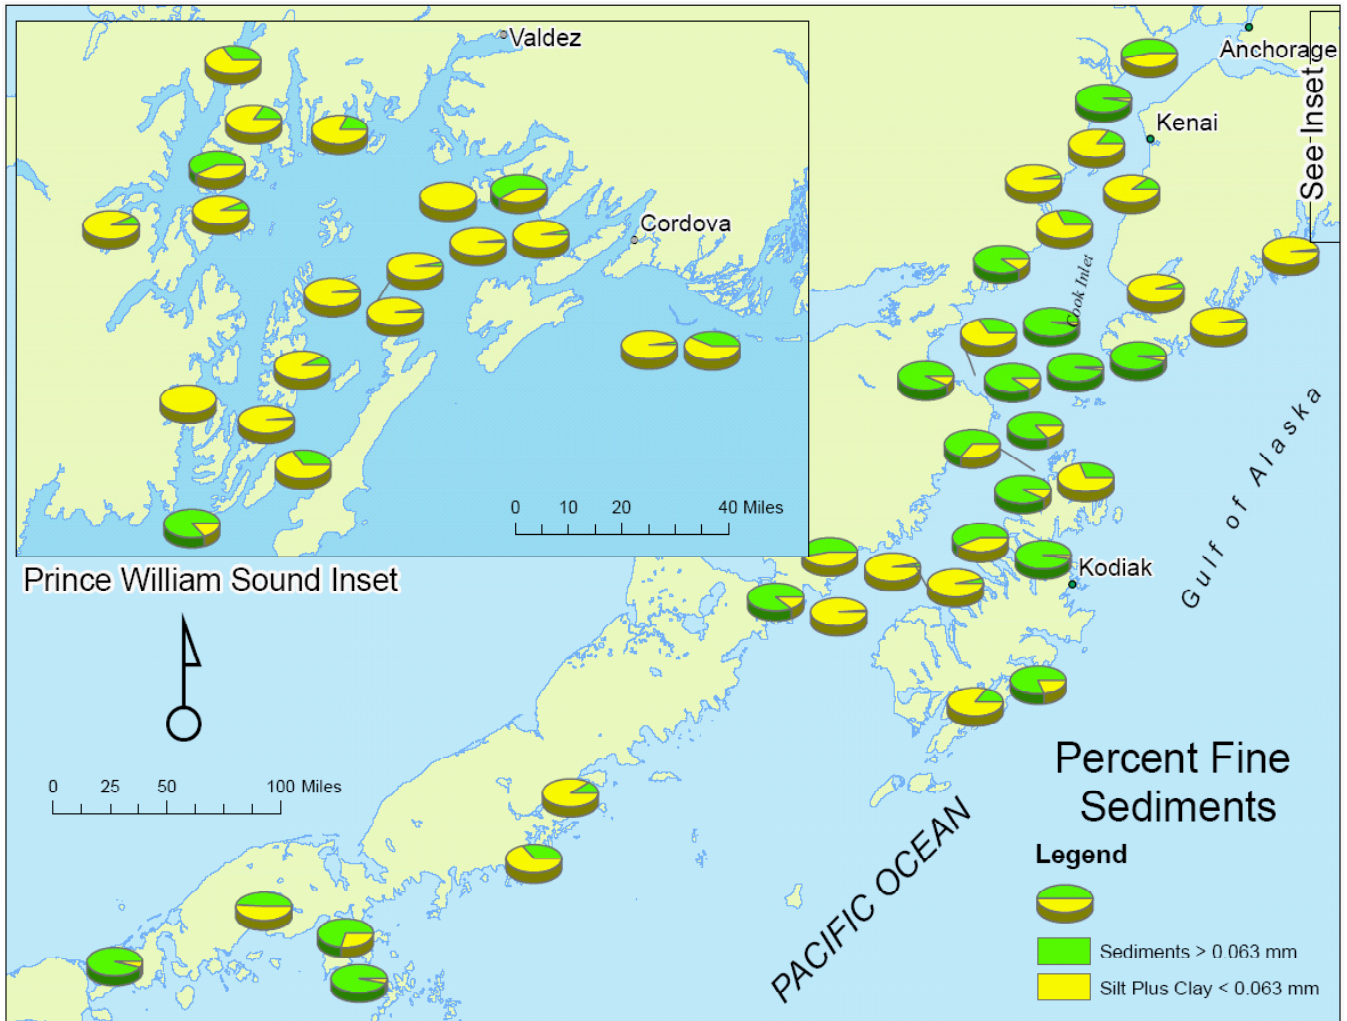 Valdez
Anchorage
Kenai
See Inset
Cordova
Cook Inlet
0 10 20 40 Miles
Gulf of Alaska
Prince William Sound Inset
Kodiak
0 25 50 100 Miles
PACIFIC OCEAN
Percent Fine
Sediments
Legend
Sediments > 0.063 mm
Silt Plus Clay < 0.063 mm